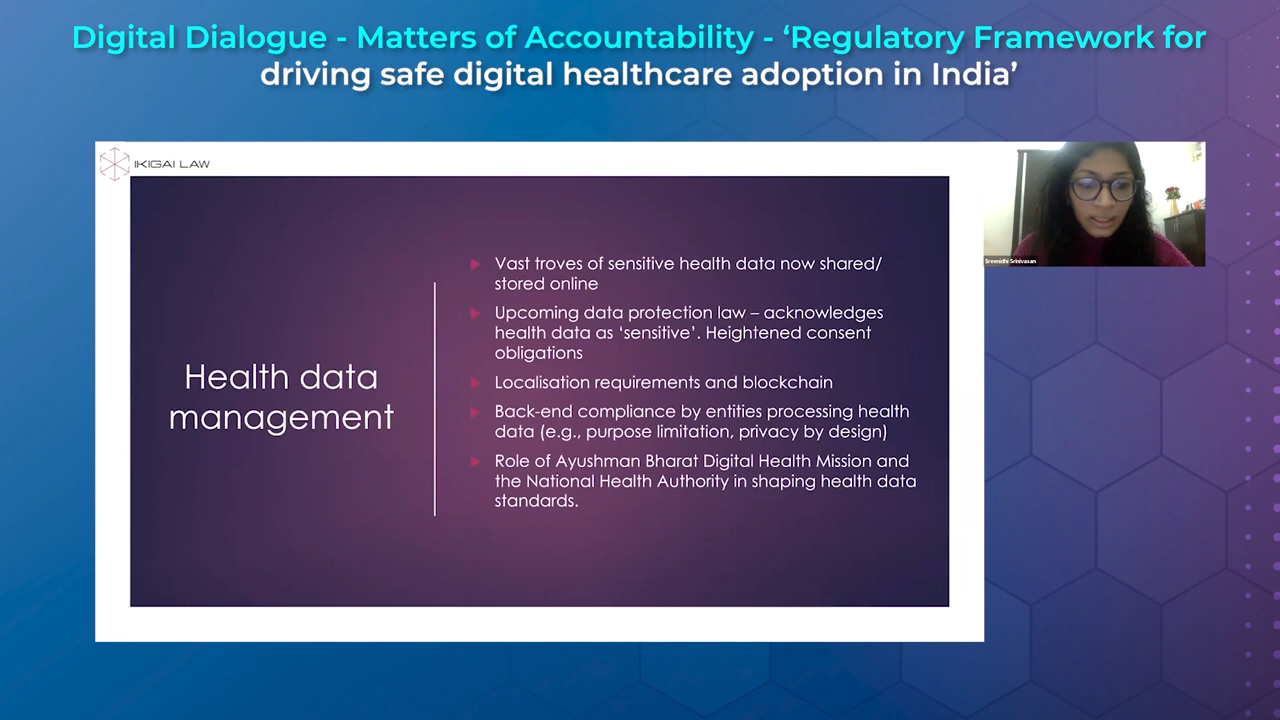 Digital Dialogue - Matters of Accountability - ‘Regulatory Framework for
driving safe digital healthcare adoption in India’
IKIGAI LAW
Health data
management
Vast troves of sensitive health data now shared/
stored online
Upcoming data protection law – acknowledges
health data as ‘sensitive’. Heightened consent
obligations
Localisation requirements and blockchain
Back-end compliance by entities processing health
data (e.g., purpose limitation, privacy by design)
Role of Ayushman Bharat Digital Health Mission and
the National Health Authority in shaping health data
standards.
Sreenidhi Srinivasan